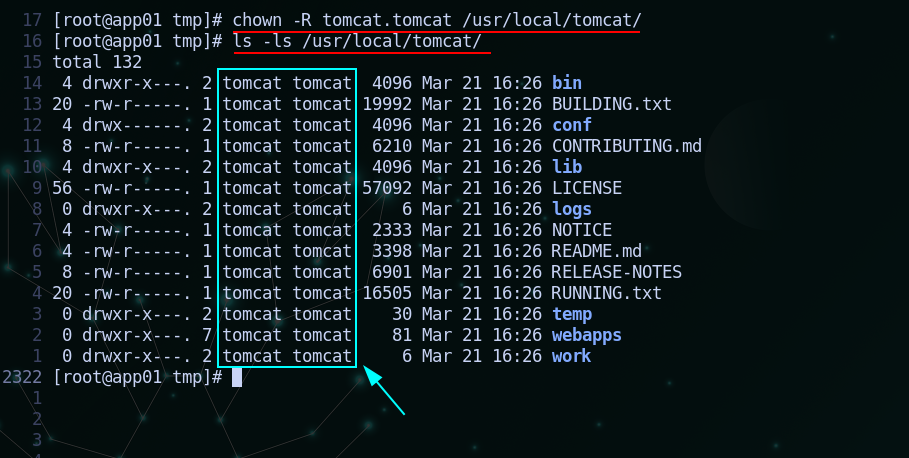 17 [root@app01 tmp]# chown -R tomcat.tomcat /usr/local/tomcat/
16 [root@app01 tmp]# ls -ls /usr/local/tomcat/
15 total 132
14  4 drwxr-x---. 2 tomcat tomcat  4096 Mar 21 16:26 bin
13 20 -rw-r-----. 1 tomcat tomcat 19992 Mar 21 16:26 BUILDING.txt
12  4 drwx------. 2 tomcat tomcat  4096 Mar 21 16:26 conf
11  8 -rw-r-----. 1 tomcat tomcat  6210 Mar 21 16:26 CONTRIBUTING.md
10  4 drwxr-x---. 2 tomcat tomcat  4096 Mar 21 16:26 lib
9 56 -rw-r-----. 1 tomcat tomcat 57092 Mar 21 16:26 LICENSE
8  0 drwxr-x---. 2 tomcat tomcat     6 Mar 21 16:26 logs
7  4 -rw-r-----. 1 tomcat tomcat  2333 Mar 21 16:26 NOTICE
6  4 -rw-r-----. 1 tomcat tomcat  3398 Mar 21 16:26 README.md
5  8 -rw-r-----. 1 tomcat tomcat  6901 Mar 21 16:26 RELEASE-NOTES
4 20 -rw-r-----. 1 tomcat tomcat 16505 Mar 21 16:26 RUNNING.txt
3  0 drwxr-x---. 2 tomcat tomcat    30 Mar 21 16:26 temp
2  0 drwxr-x---. 7 tomcat tomcat    81 Mar 21 16:26 webapps
1  0 drwxr-x---. 2 tomcat tomcat     6 Mar 21 16:26 work
2322 [root@app01 tmp]#
1
2
3